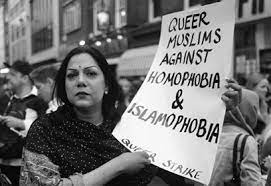 QUEER
MUSLIMS
AGAINST
HOMOPHOBIA
&
ISLAMOPHOBIA
QUEER STRIKE